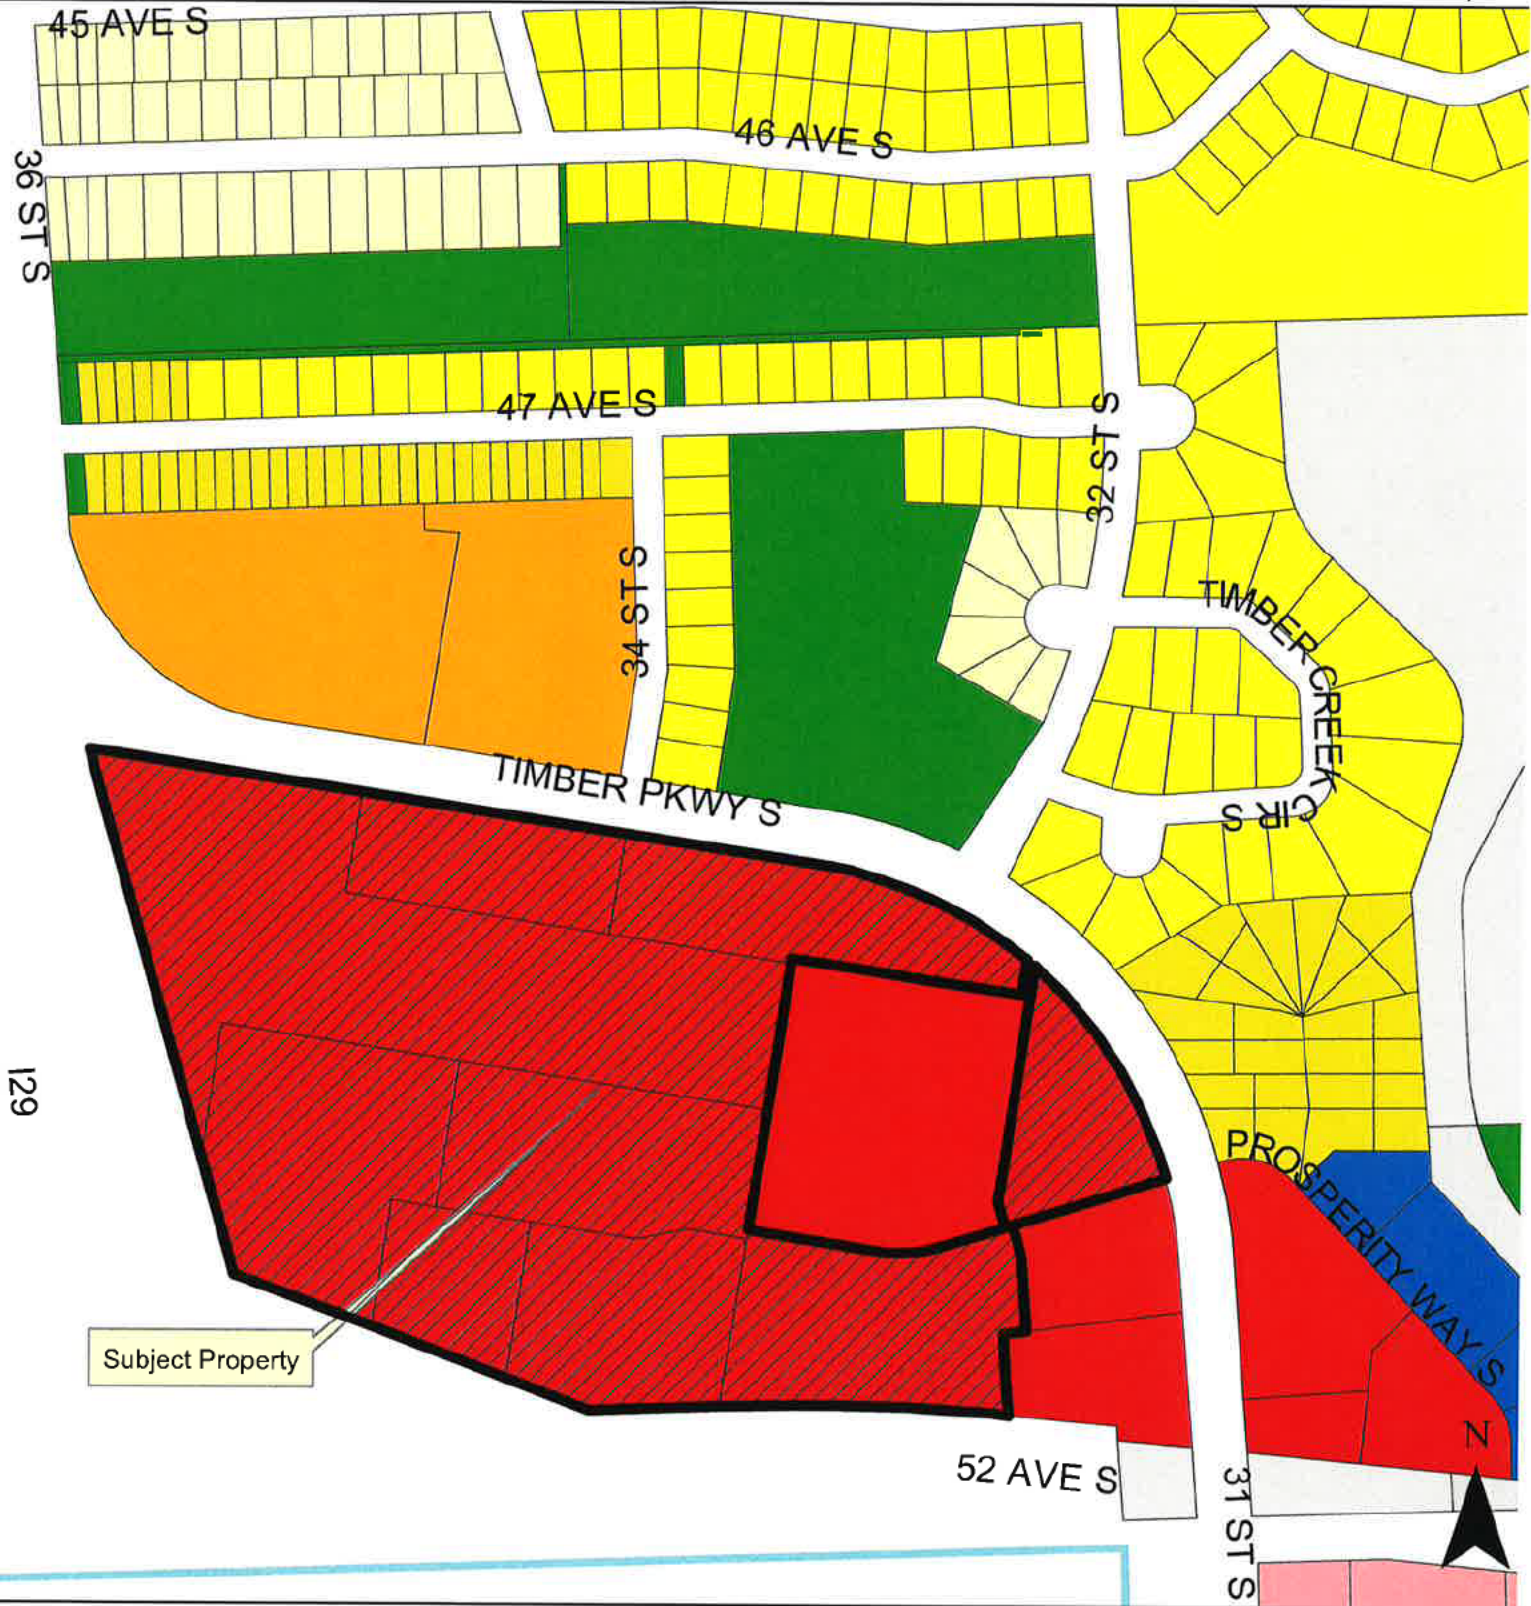 45 AVE S
46 AVE S
36 ST S
47 AVE S
32 ST S
34 ST S
TIMBER CREEK CIR S
TIMBER PKWY S
I29
PROSPERITY WAY S
Subject Property
N
52 AVE S
31 ST S